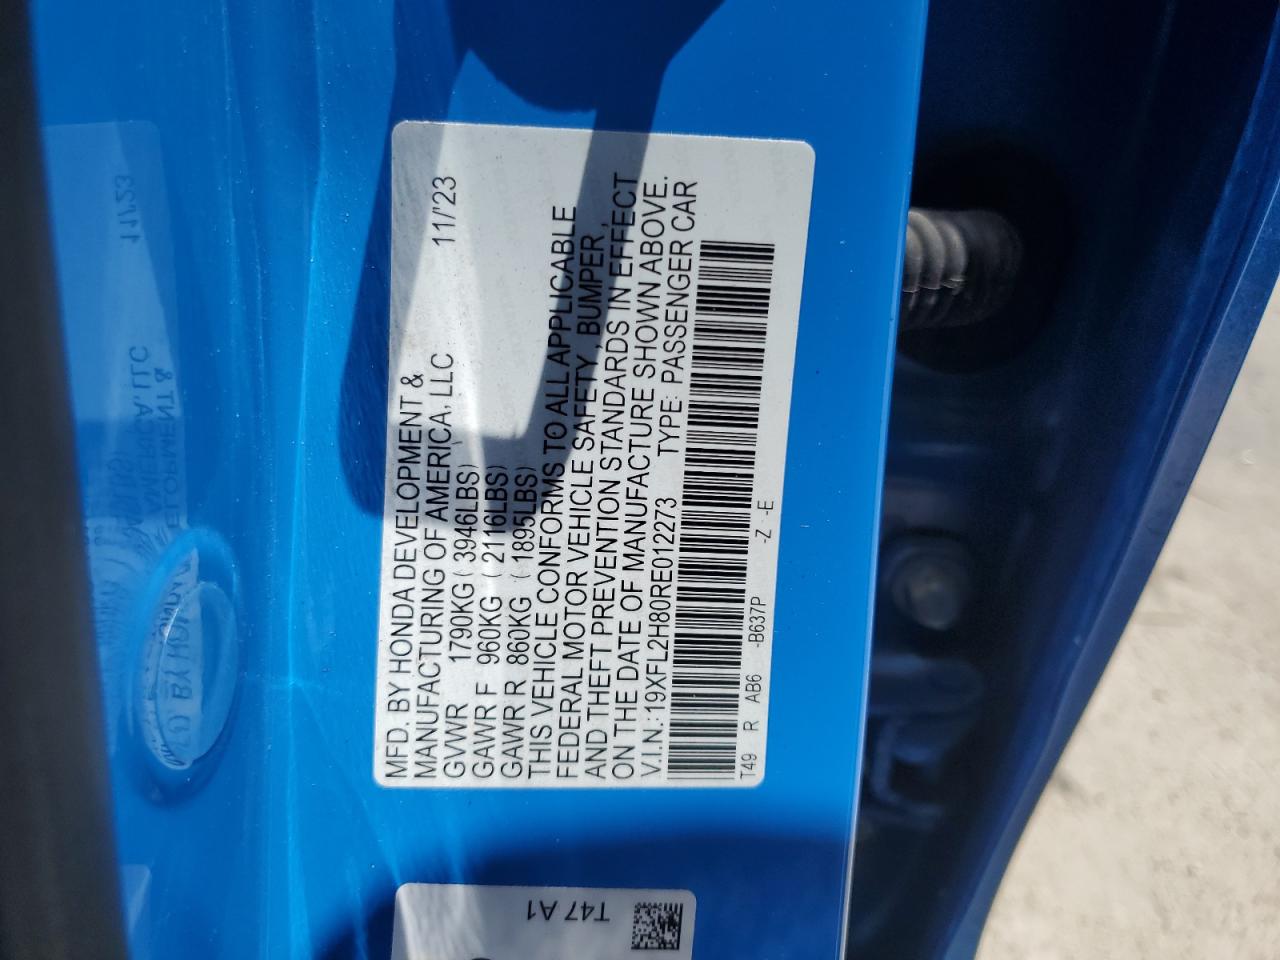 MFD. BY HONDA DEVELOPMENT &
MANUFACTURING OF AMERICA, LLC 11/'23
GVWR 1790KG ( 3946LBS)
GAWR F 960KG ( 2116LBS)
GAWR R 860KG ( 1895LBS)
THIS VEHICLE CONFORMS TO ALL APPLICABLE
FEDERAL MOTOR VEHICLE SAFETY , BUMPER ,
AND THEFT PREVENTION STANDARDS IN EFFECT
ON THE DATE OF MANUFACTURE SHOWN ABOVE.
V.I.N.: 19XFL2H80RE012273 TYPE: PASSENGER CAR
T49 R AB6 -B637P -Z -E
T47 A1